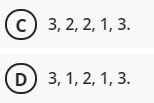 C 3, 2, 2, 1, 3.
D 3, 1, 2, 1, 3.